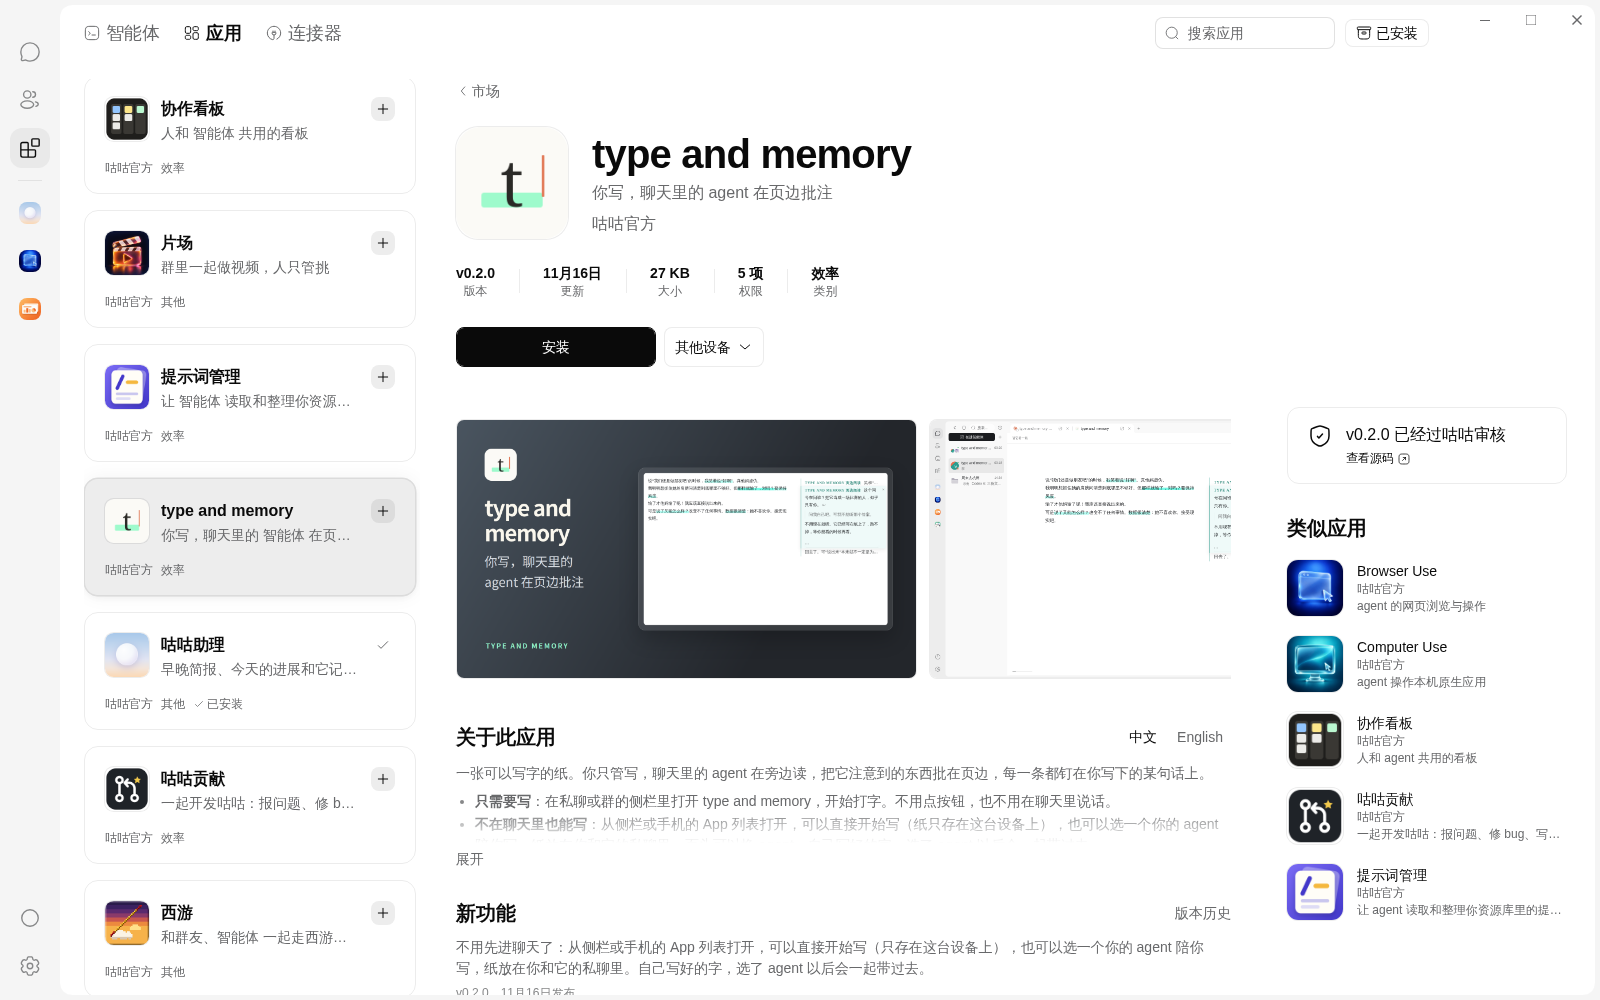 智能体 应用 连接器
搜索应用
已安装
协作看板
人和 智能体 共用的看板
咕咕官方 效率
片场
群里一起做视频，人只管挑
咕咕官方 其他
提示词管理
让 智能体 读取和整理你资源…
咕咕官方 效率
type and memory
你写，聊天里的 智能体 在页…
咕咕官方 效率
咕咕助理
早晚简报、今天的进展和它记…
咕咕官方 其他 已安装
咕咕贡献
一起开发咕咕：报问题、修 b…
咕咕官方 效率
西游
和群友、智能体 一起走西游…
咕咕官方 其他
市场
type and memory
你写，聊天里的 agent 在页边批注
咕咕官方
v0.2.0 11月16日 27 KB 5 项 效率
版本 更新 大小 权限 类别
安装
其他设备
type and
memory
你写，聊天里的
agent 在页边批注
TYPE AND MEMORY
关于此应用
中文 English
一张可以写字的纸。你只管写，聊天里的 agent 在旁边读，把它注意到的东西批在页边，每一条都钉在你写下的某句话上。
• 只需要写：在私聊或群的侧栏里打开 type and memory，开始打字。不用点按钮，也不用在聊天里说话。
• 不在聊天里也能写：从侧栏或手机的 App 列表打开，可以直接开始写（纸只存在这台设备上），也可以选一个你的 agent
展开
新功能
版本历史
不用先进聊天了：从侧栏或手机的 App 列表打开，可以直接开始写（只存在这台设备上），也可以选一个你的 agent 陪你
写，纸放在你和它的私聊里。自己写好的字，选了 agent 以后会一起带过去。
v0.2.0 11月16日发布
v0.2.0 已经过咕咕审核
查看源码
类似应用
Browser Use
咕咕官方
agent 的网页浏览与操作
Computer Use
咕咕官方
agent 操作本机原生应用
协作看板
咕咕官方
人和 agent 共用的看板
咕咕贡献
咕咕官方
一起开发咕咕：报问题、修 bug、写…
提示词管理
咕咕官方
让 agent 读取和整理你资源库里的提…